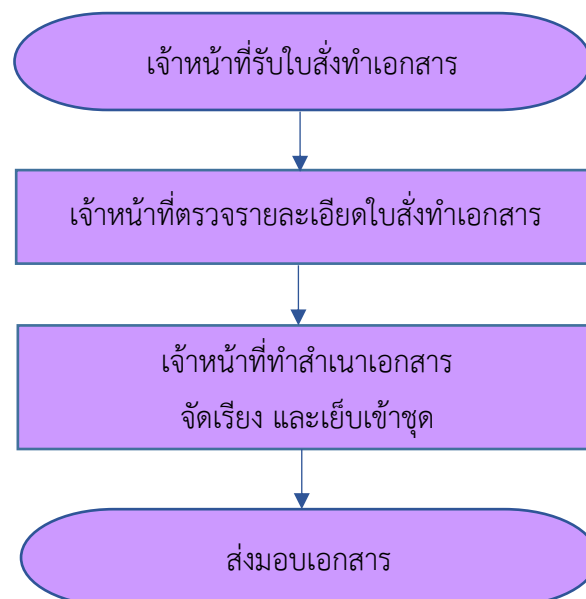 เจ้าหน้าที่รับใบสั่งทำเอกสาร
เจ้าหน้าที่ตรวจรายละเอียดใบสั่งทำเอกสาร
เจ้าหน้าที่ทำสำเนาเอกสาร
จัดเรียง และเย็บเข้าชุด
ส่งมอบเอกสาร